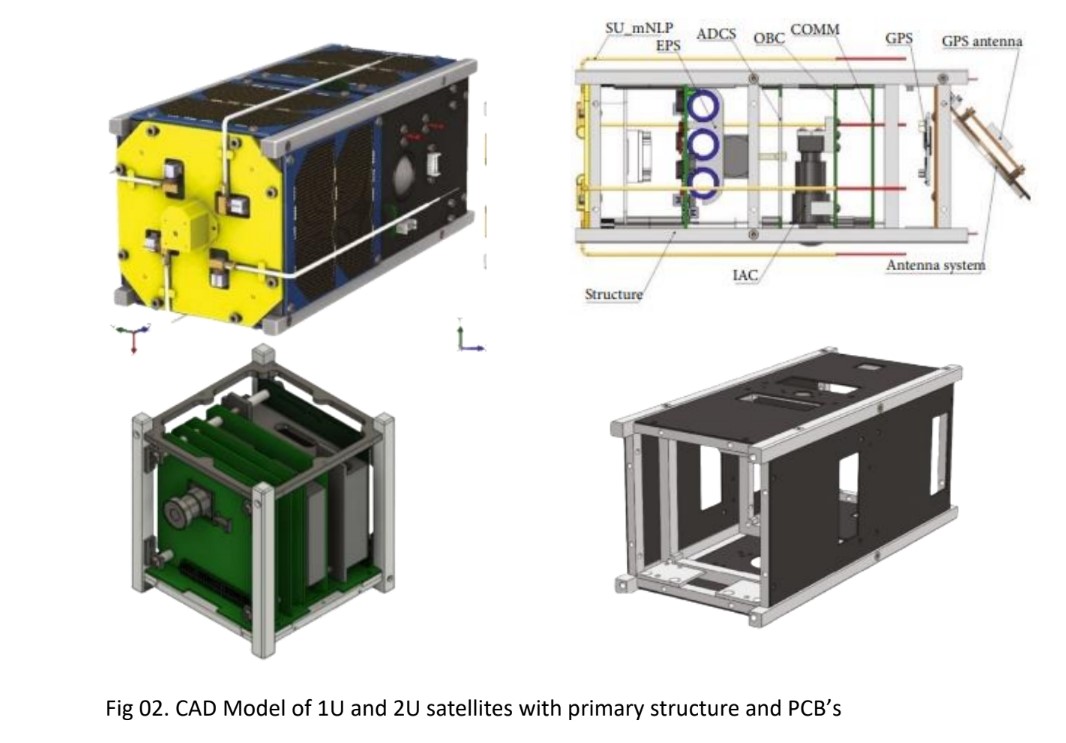 SU_mNLP
EPS
ADCS
OBC
COMM
GPS
GPS antenna
IAC
Antenna system
Structure
Fig 02. CAD Model of 1U and 2U satellites with primary structure and PCB’s